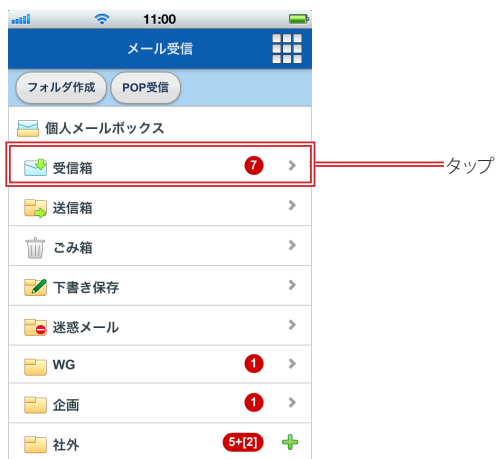 11:00
メール受信
フォルダ作成 POP受信
個人メールボックス
受信箱 7
タップ
送信箱
ごみ箱
下書き保存
迷惑メール
WG 1
企画 1
社外 5+[2]